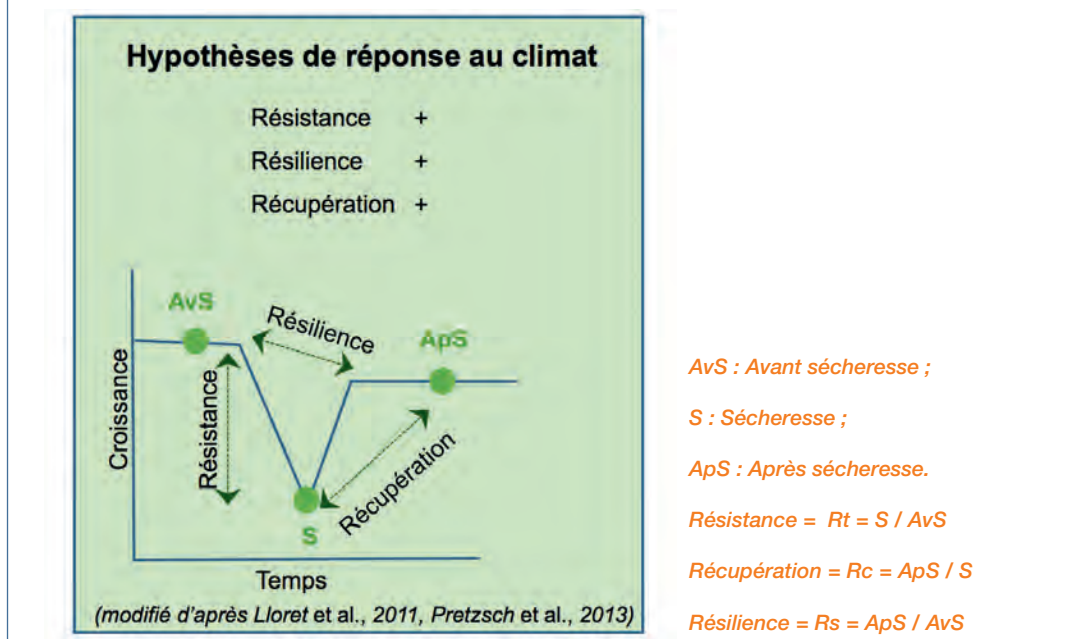 Hypothèses de réponse au climat
Résistance +
Résilience +
Récupération +
AvS
Résilience
ApS
Croissance
Résistance
Récupération
S
Temps
(modifié d'après Lloret et al., 2011, Pretzsch et al., 2013)
AvS : Avant sécheresse ;
S : Sécheresse ;
ApS : Après sécheresse.
Résistance = Rt = S / AvS
Récupération = Rc = ApS / S
Résilience = Rs = ApS / AvS